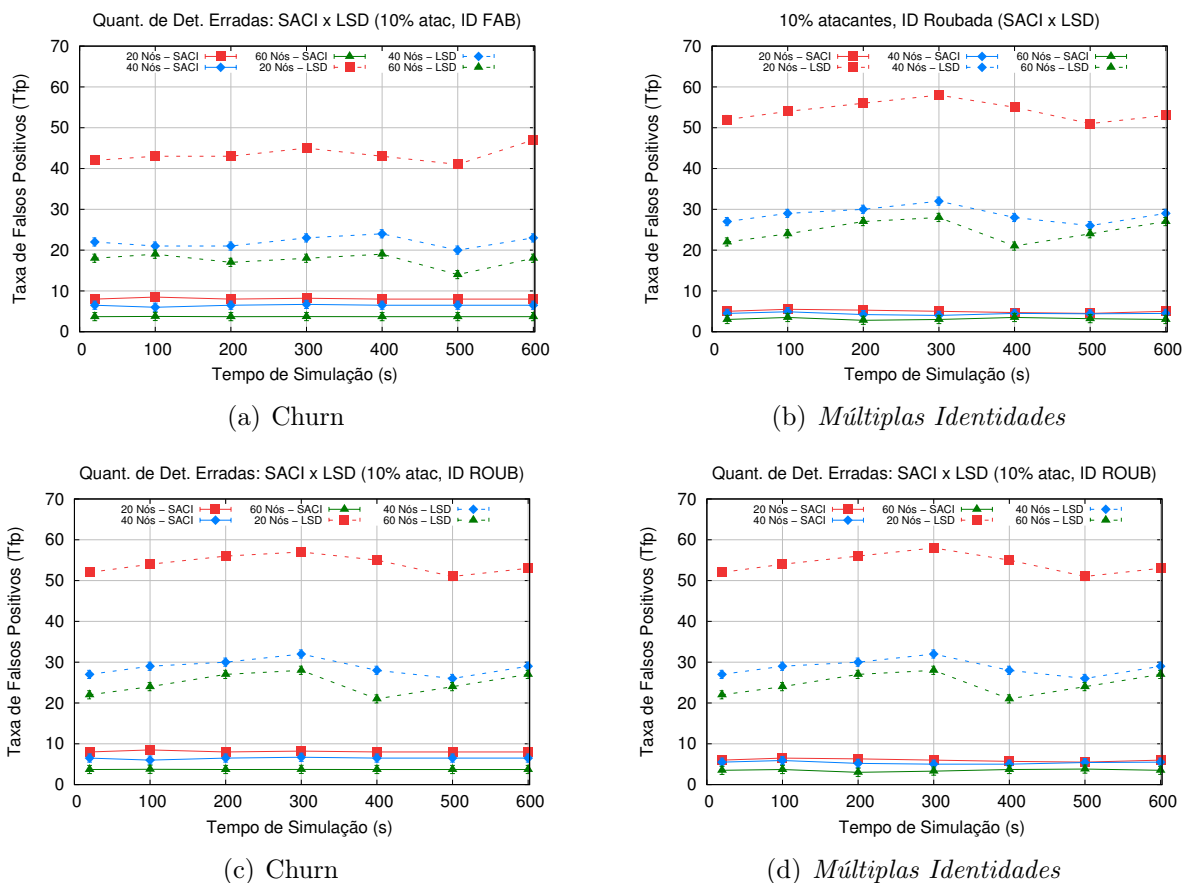 Quant. de Det. Erradas: SACI x LSD (10% atac, ID FAB)
Taxa de Falsos Positivos (Tfp)
70
60
50
40
30
20
10
0
20 Nós – SACI
40 Nós – SACI
60 Nós – SACI
20 Nós – LSD
40 Nós – LSD
60 Nós – LSD
0 100 200 300 400 500 600
Tempo de Simulação (s)
(a) Churn
10% atacantes, ID Roubada (SACI x LSD)
Taxa de Falsos Positivos (Tfp)
70
60
50
40
30
20
10
0
20 Nós – SACI
20 Nós – LSD
40 Nós – SACI
40 Nós – LSD
60 Nós – SACI
60 Nós – LSD
0 100 200 300 400 500 600
Tempo de Simulação (s)
(b) Múltiplas Identidades
Quant. de Det. Erradas: SACI x LSD (10% atac, ID ROUB)
Taxa de Falsos Positivos (Tfp)
70
60
50
40
30
20
10
0
20 Nós – SACI
40 Nós – SACI
60 Nós – SACI
20 Nós – LSD
40 Nós – LSD
60 Nós – LSD
0 100 200 300 400 500 600
Tempo de Simulação (s)
(c) Churn
Quant. de Det. Erradas: SACI x LSD (10% atac, ID ROUB)
Taxa de Falsos Positivos (Tfp)
70
60
50
40
30
20
10
0
20 Nós – SACI
40 Nós – SACI
60 Nós – SACI
20 Nós – LSD
40 Nós – LSD
60 Nós – LSD
0 100 200 300 400 500 600
Tempo de Simulação (s)
(d) Múltiplas Identidades